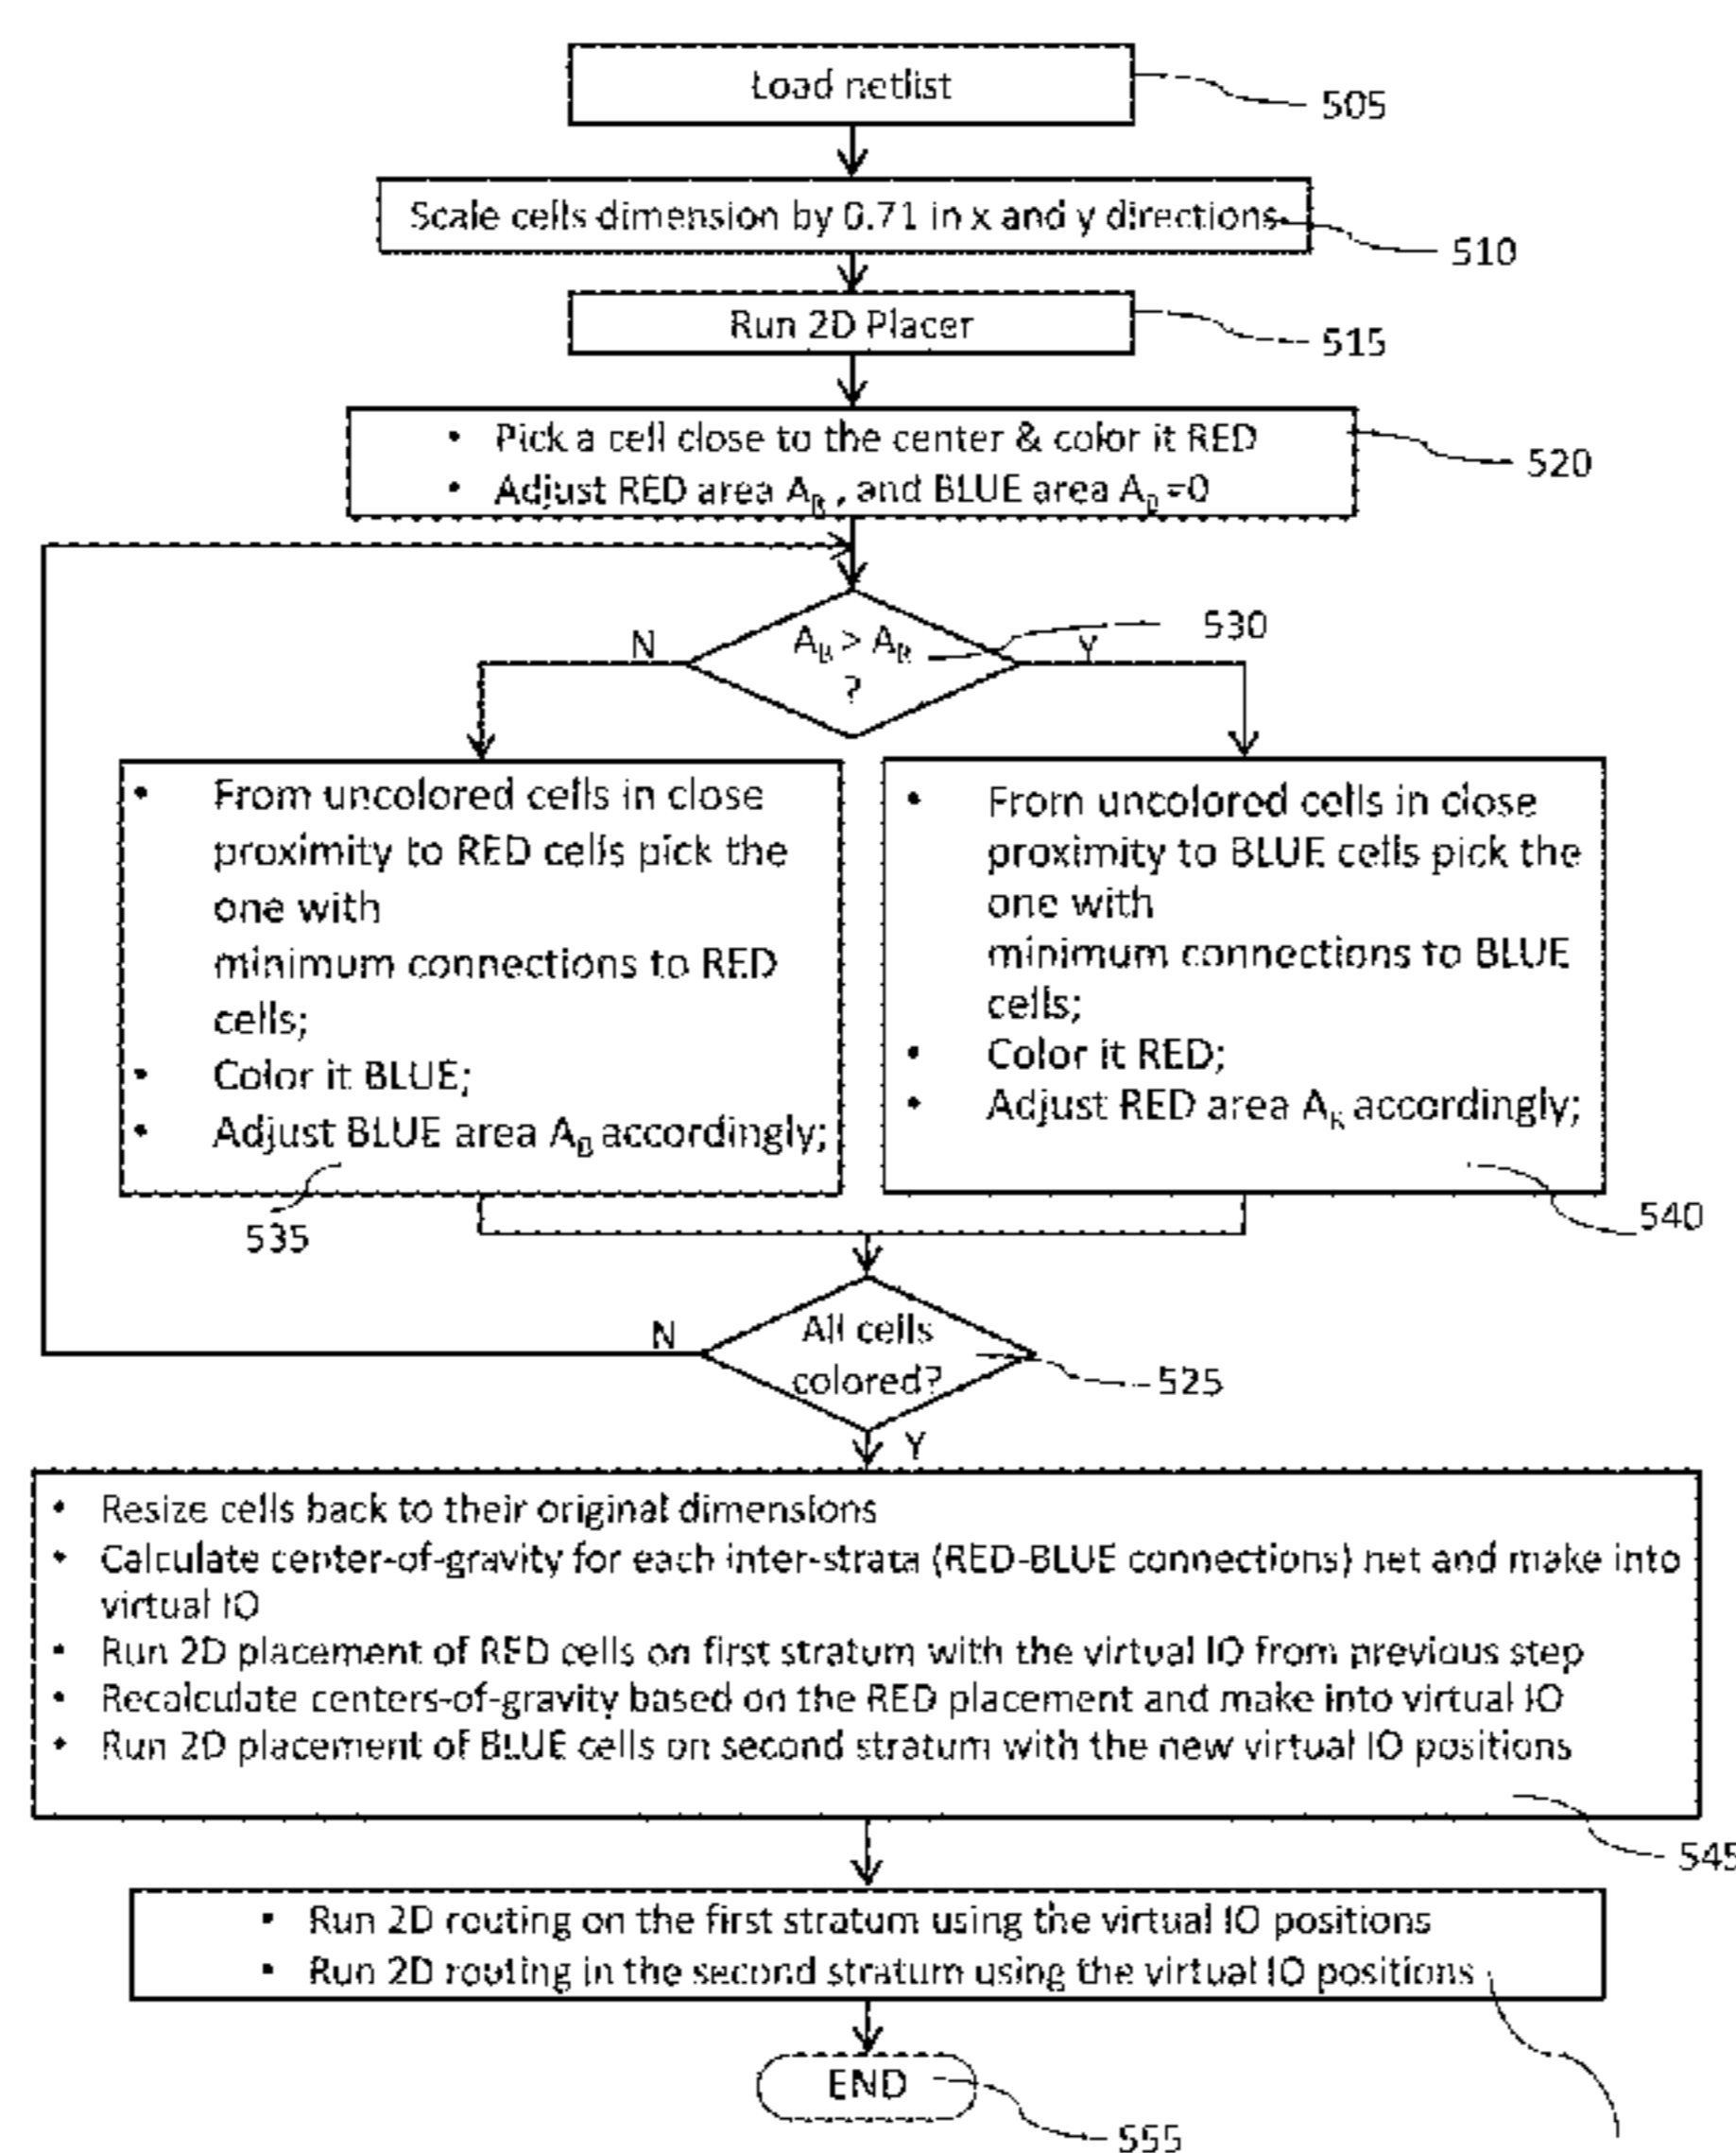 Load netlist
505
Scale cells dimension by 0.71 in x and y directions
510
Run 2D Placer
515
• Pick a cell close to the center & color it RED
• Adjust RED area A_R , and BLUE area A_B =0
520
A_B > A_R
?
530
N
Y
• From uncolored cells in close
proximity to RED cells pick the
one with
minimum connections to RED
cells;
• Color it BLUE;
• Adjust BLUE area A_B accordingly;
535
• From uncolored cells in close
proximity to BLUE cells pick the
one with
minimum connections to BLUE
cells;
• Color it RED;
• Adjust RED area A_R accordingly;
540
All cells
colored?
525
N
Y
• Resize cells back to their original dimensions
• Calculate center-of-gravity for each inter-strata (RED-BLUE connections) net and make into
virtual IO
• Run 2D placement of RED cells on first stratum with the virtual IO from previous step
• Recalculate centers-of-gravity based on the RED placement and make into virtual IO
• Run 2D placement of BLUE cells on second stratum with the new virtual IO positions
545
• Run 2D routing on the first stratum using the virtual IO positions
• Run 2D routing in the second stratum using the virtual IO positions
END
555